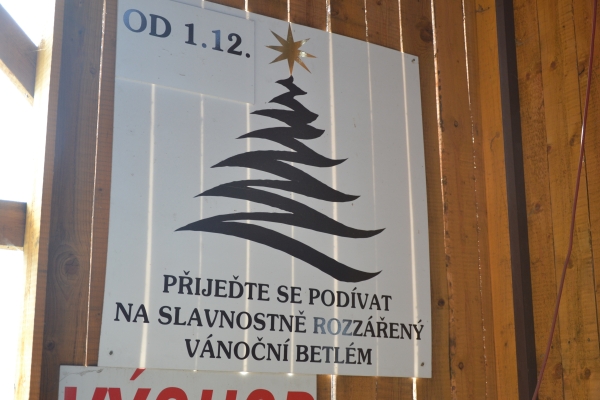 OD 1.12.
PŘIJEĎTE SE PODÍVAT
NA SLAVNOSTNĚ ROZZÁŘENÝ
VÁNOČNÍ BETLÉM